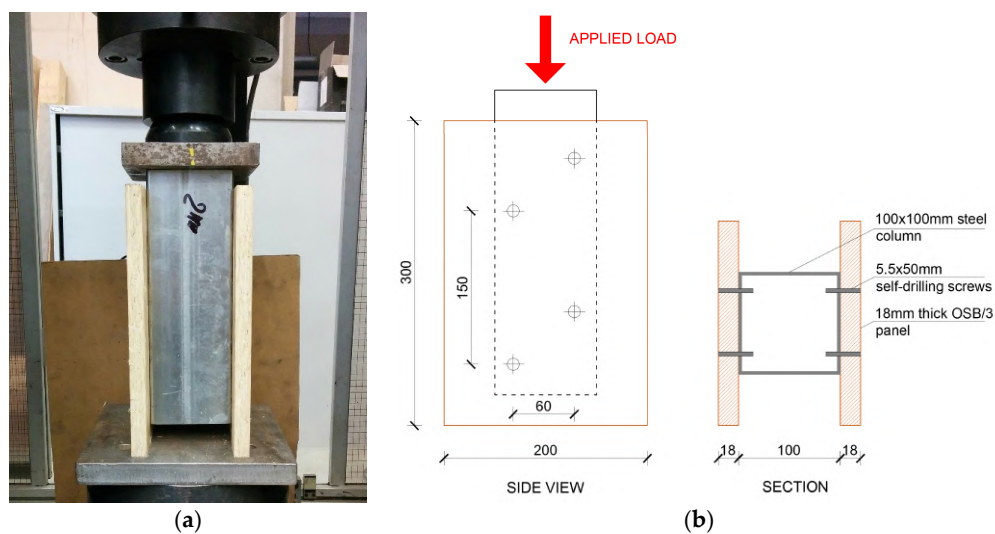 APPLIED LOAD
300
150
60
200
SIDE VIEW
100x100mm steel
column
5.5x50mm
self-drilling screws
18mm thick OSB/3
panel
18
100
18
SECTION
(a)
(b)